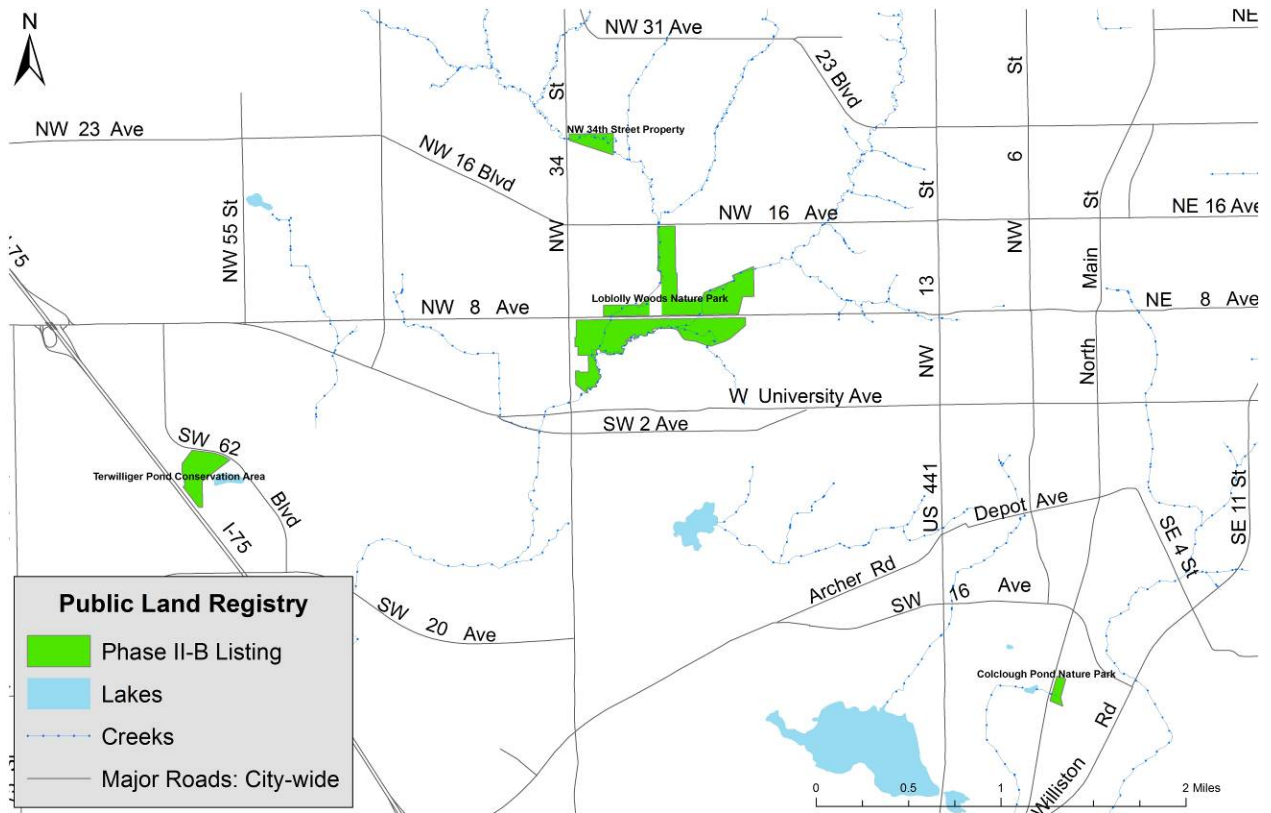 N
NW 31 Ave
NE
23 Blvd
St
St
NW 23 Ave
NW 34th Street Property
NW 16 Blvd
34
6
NW 55 St
St
St
NW 16 Ave
NE 16 Ave
NW
NW
I-75
Main
Loblolly Woods Nature Park
13
NW 8 Ave
NE 8 Ave
NW
North
W University Ave
SW 2 Ave
SW 62
Blvd
Terwilliger Pond Conservation Area
I-75
US 441
Depot Ave
SE 11 St
SE 4 St
Archer Rd
SW 16 Ave
SW 20 Ave
Colclough Pond Nature Park
Williston Rd
Public Land Registry
Phase II-B Listing
Lakes
Creeks
Major Roads: City-wide
0 0.5 1 2 Miles